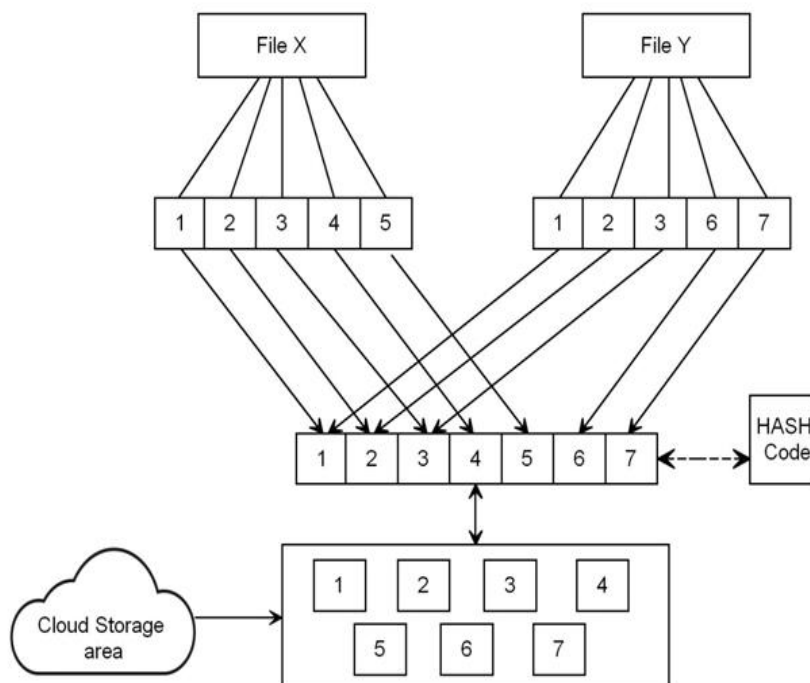 File X
File Y
1 2 3 4 5
1 2 3 6 7
1 2 3 4 5 6 7
HASH
Code
1 2 3 4
5 6 7
Cloud Storage
area